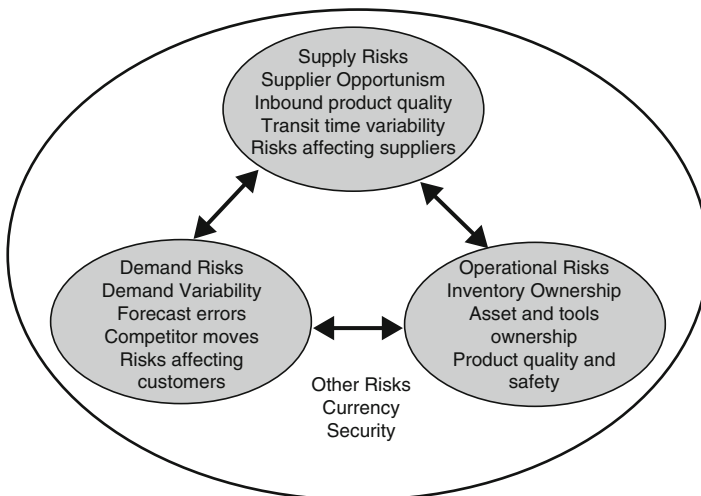 Supply Risks
Supplier Opportunism
Inbound product quality
Transit time variability
Risks affecting suppliers
Demand Risks
Demand Variability
Forecast errors
Competitor moves
Risks affecting
customers
Operational Risks
Inventory Ownership
Asset and tools
ownership
Product quality and
safety
Other Risks
Currency
Security